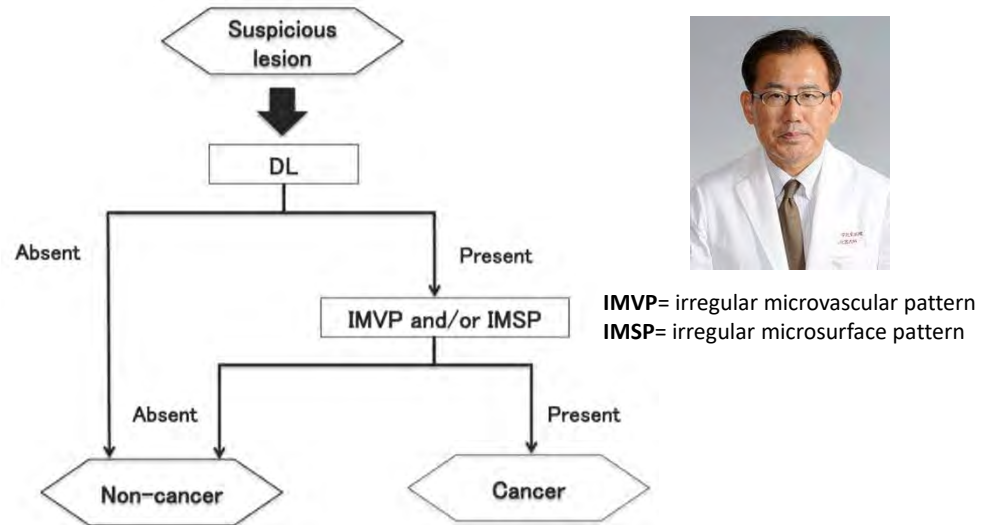 Suspicious
lesion
DL
Absent
Present
IMVP and/or IMSP
IMVP= irregular microvascular pattern
IMSP= irregular microsurface pattern
Absent
Present
Non-cancer
Cancer